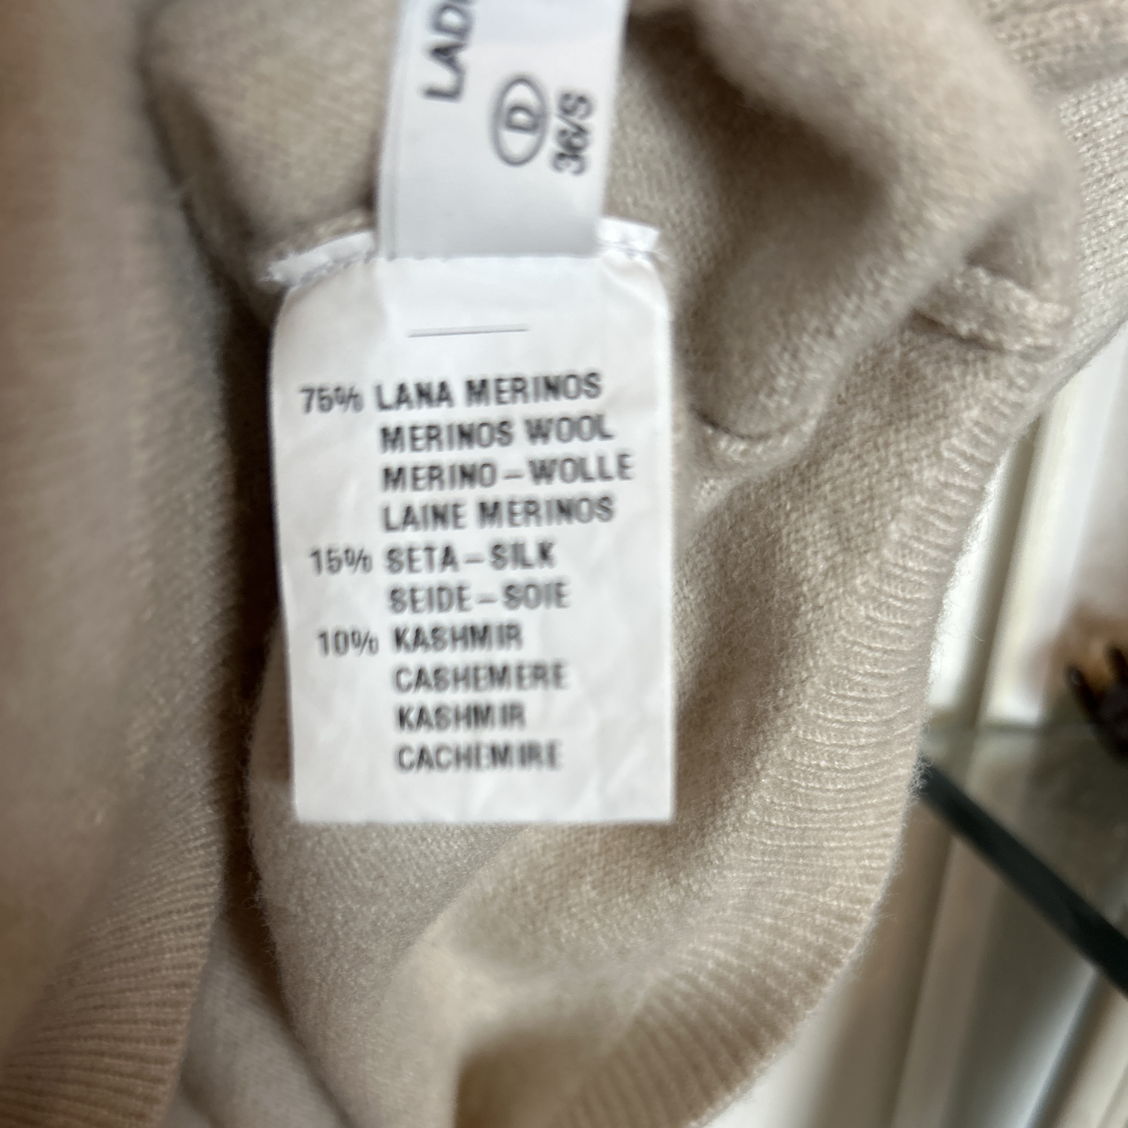 D
36/S
75% LANA MERINOS
MERINOS WOOL
MERINO–WOLLE
LAINE MERINOS
15% SETA–SILK
SEIDE–SOIE
10% KASHMIR
CASHEMERE
KASHMIR
CACHEMIRE